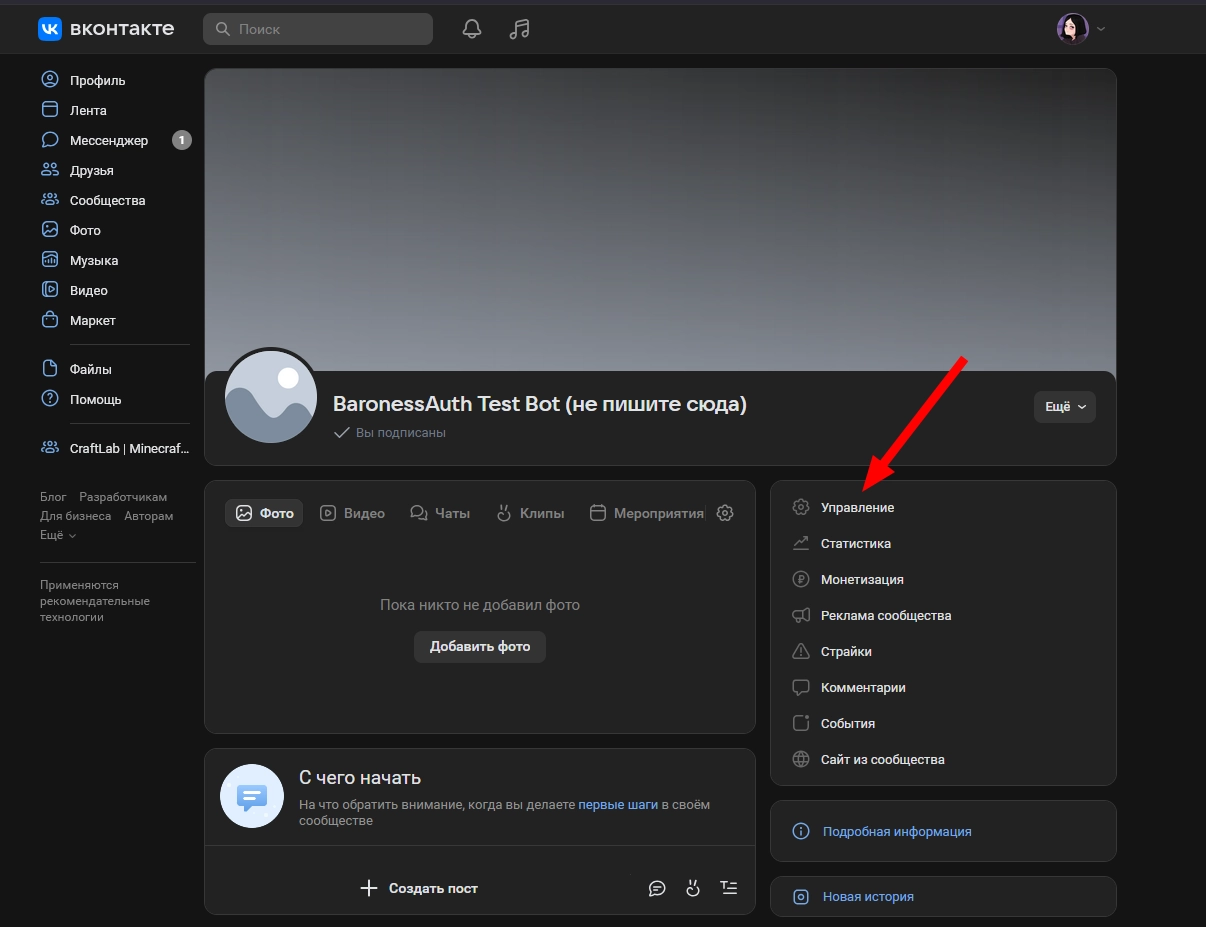 вконтакте
Поиск
Профиль
Лента
Мессенджер 1
Друзья
Сообщества
Фото
Музыка
Видео
Маркет
Файлы
Помощь
CraftLab | Minecraf...
Блог Разработчикам
Для бизнеса Авторам
Ещё
Применяются
рекомендательные
технологии
BaronessAuth Test Bot (не пишите сюда)
Вы подписаны
Ещё
Фото Видео Чаты Клипы Мероприятия
Пока никто не добавил фото
Добавить фото
С чего начать
На что обратить внимание, когда вы делаете первые шаги в своём
сообществе
Создать пост
Управление
Статистика
Монетизация
Реклама сообщества
Страйки
Комментарии
События
Сайт из сообщества
Подробная информация
Новая история